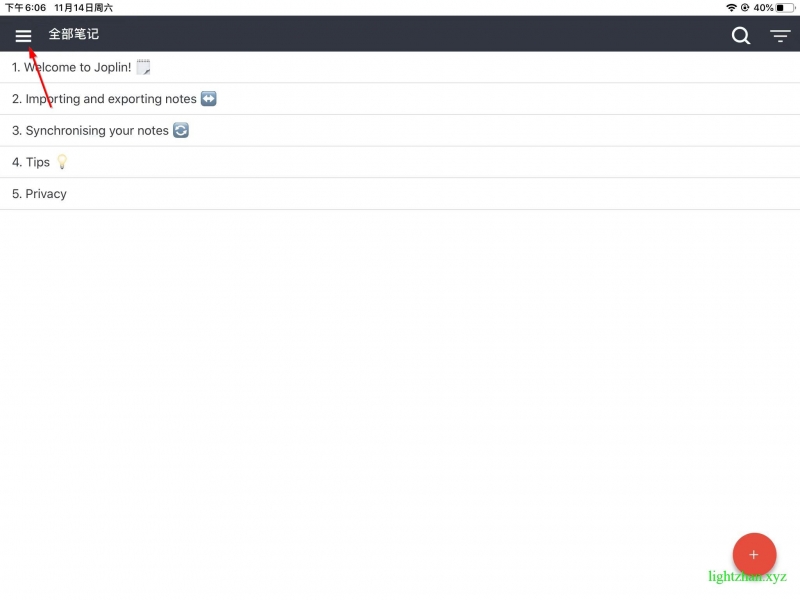 下午6:06 11月14日周六 40%
全部笔记
1. Welcome to Joplin! 🗒️
2. Importing and exporting notes ↔️
3. Synchronising your notes 🔄
4. Tips 💡
5. Privacy
+
lightzhan.xyz